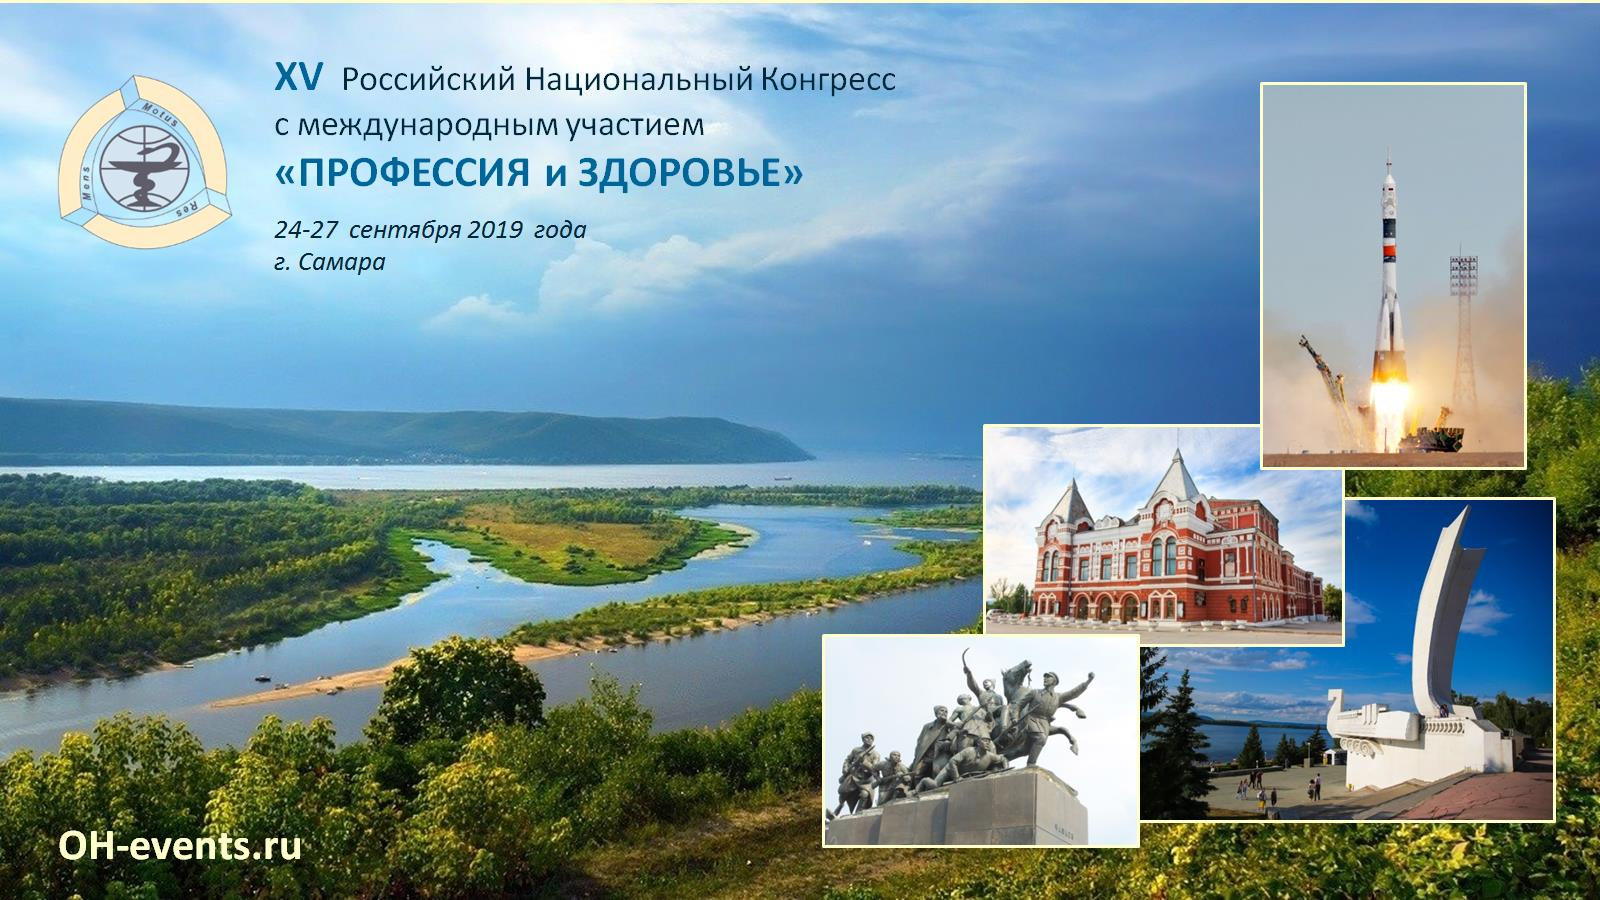 XV Российский Национальный Конгресс
с международным участием
«ПРОФЕССИЯ и ЗДОРОВЬЕ»
24-27 сентября 2019 года
г. Самара
Mens
Motus
Res
OH-events.ru